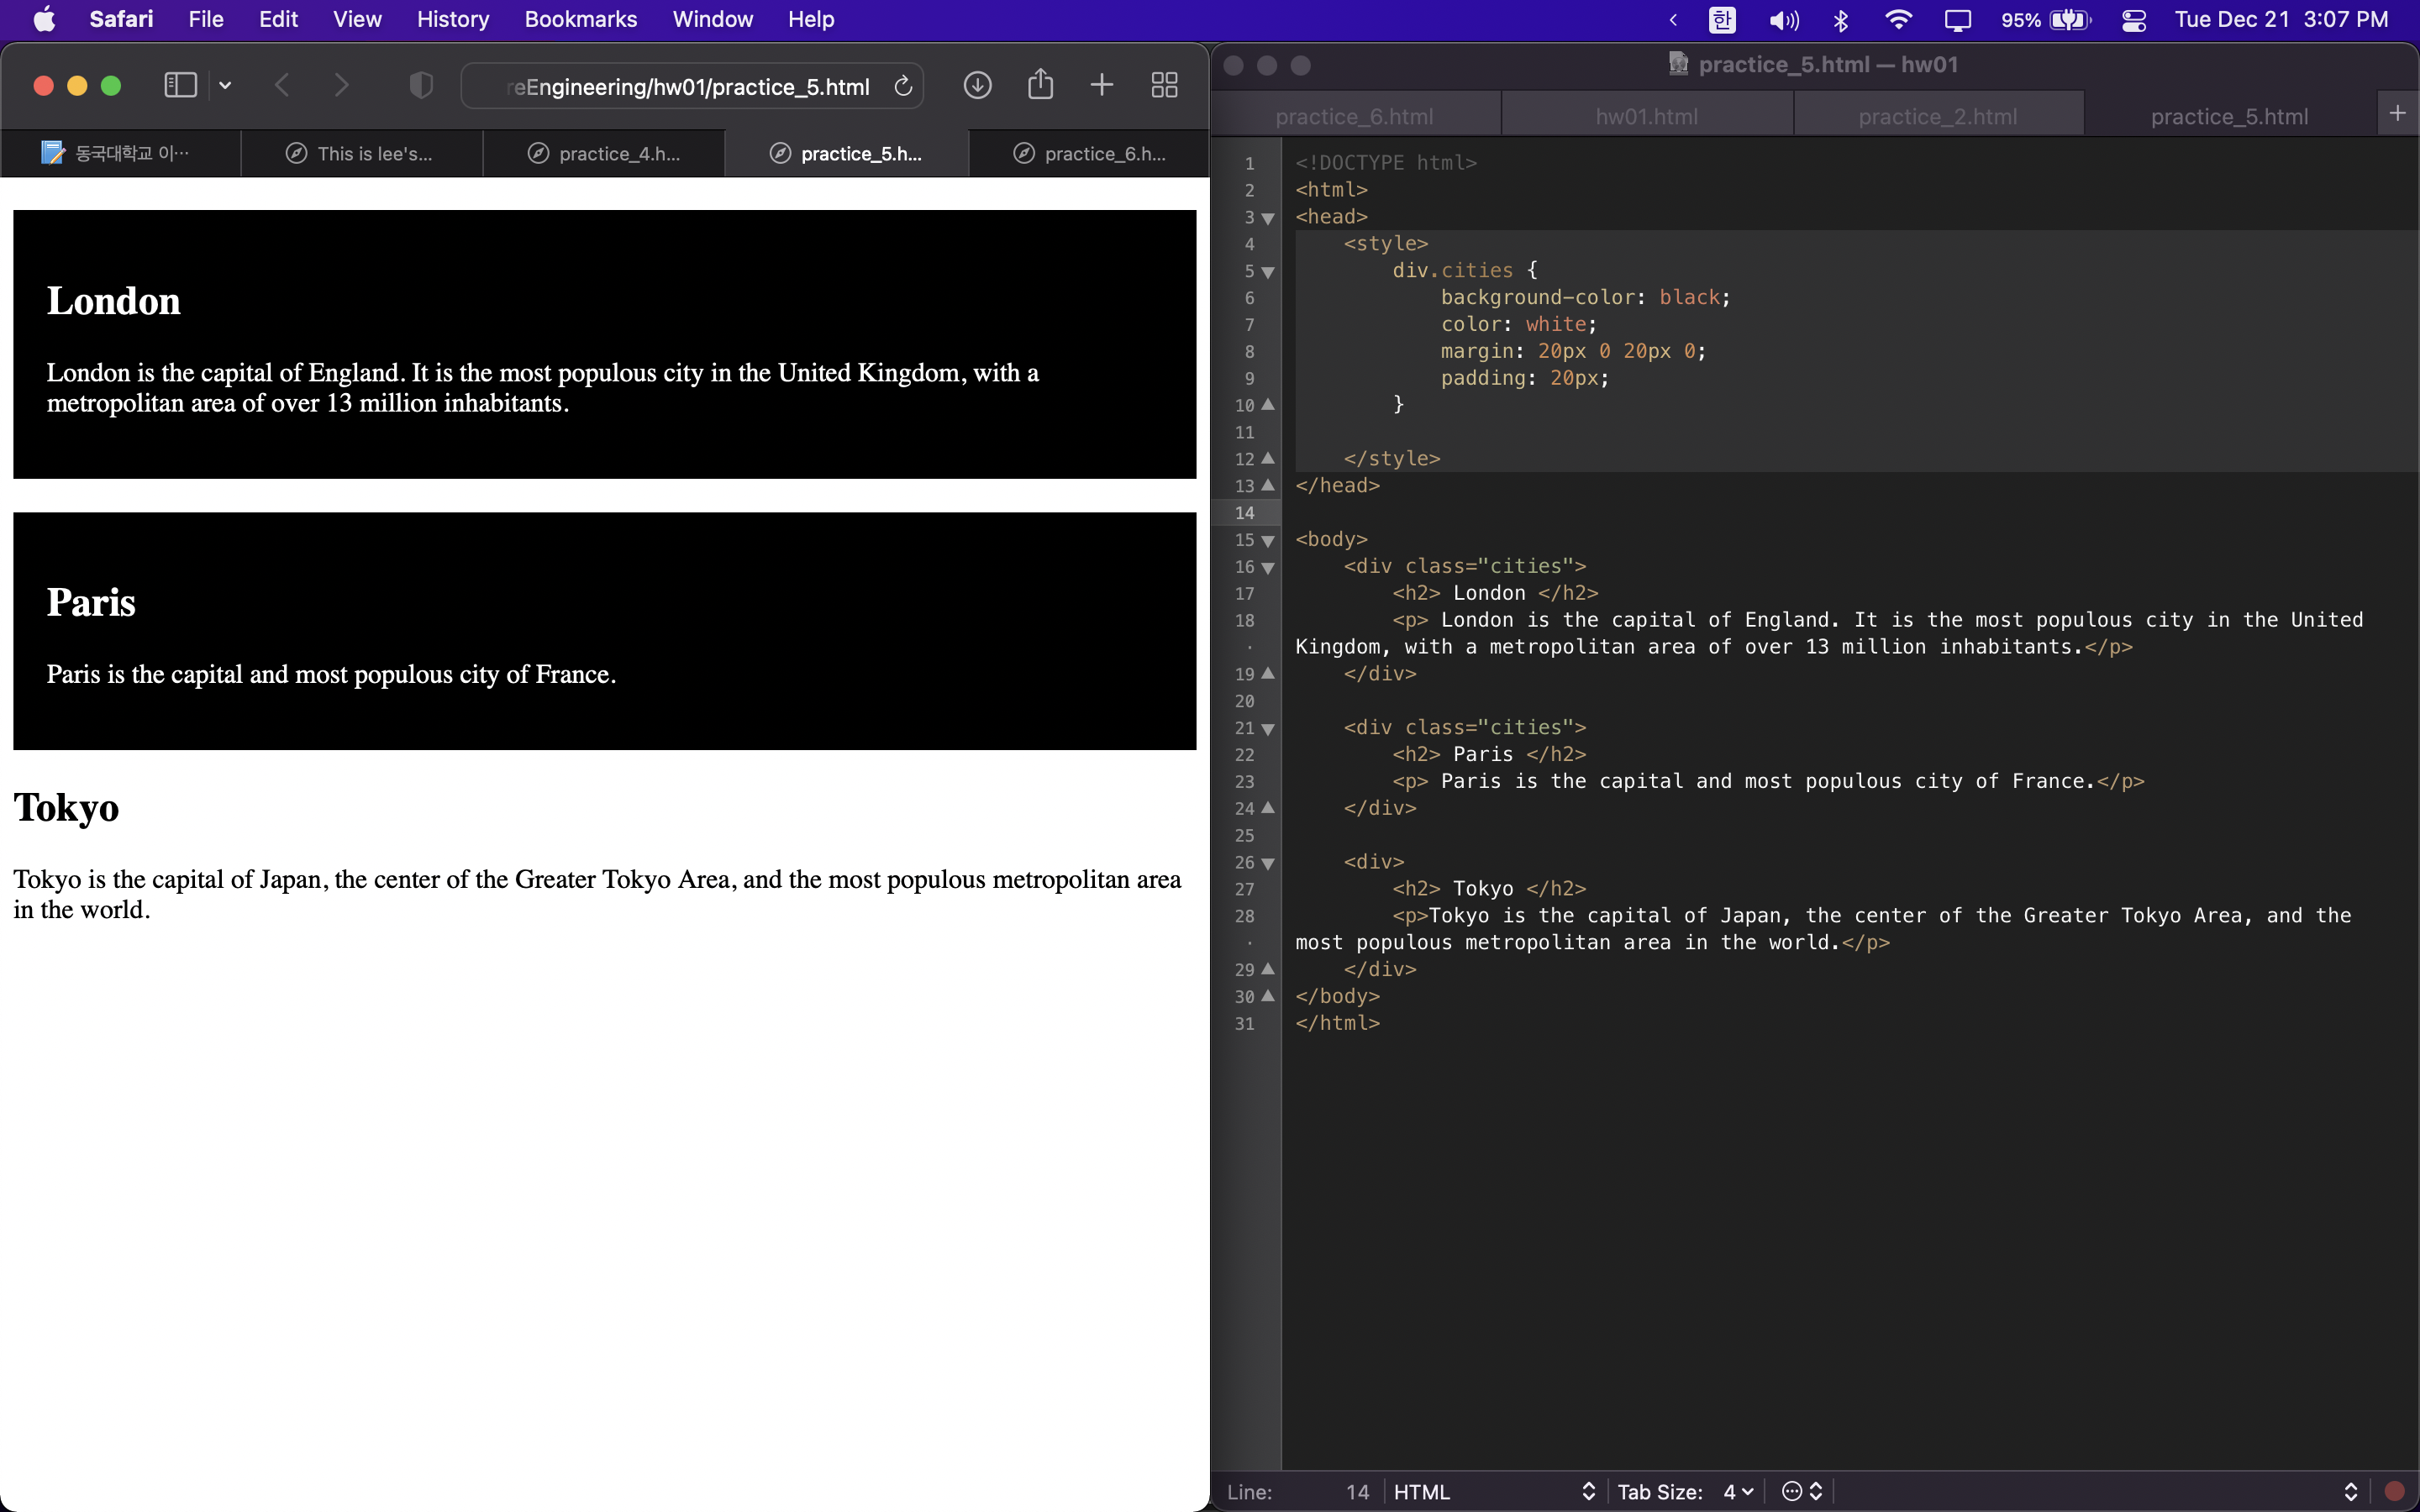 Safari File Edit View History Bookmarks Window Help 한 95% Tue Dec 21 3:07 PM
reEngineering/hw01/practice_5.html
동국대학교 이…
This is lee's...
practice_4.h...
practice_5.h...
practice_6.h...
London
London is the capital of England. It is the most populous city in the United Kingdom, with a
metropolitan area of over 13 million inhabitants.
Paris
Paris is the capital and most populous city of France.
Tokyo
Tokyo is the capital of Japan, the center of the Greater Tokyo Area, and the most populous metropolitan area
in the world.
practice_5.html — hw01
practice_6.html
hw01.html
practice_2.html
practice_5.html
1 <!DOCTYPE html>
2 <html>
3 <head>
4 <style>
5 div.cities {
6 background-color: black;
7 color: white;
8 margin: 20px 0 20px 0;
9 padding: 20px;
10 }
11
12 </style>
13 </head>
14
15 <body>
16 <div class="cities">
17 <h2> London </h2>
18 <p> London is the capital of England. It is the most populous city in the United
Kingdom, with a metropolitan area of over 13 million inhabitants.</p>
19 </div>
20
21 <div class="cities">
22 <h2> Paris </h2>
23 <p> Paris is the capital and most populous city of France.</p>
24 </div>
25
26 <div>
27 <h2> Tokyo </h2>
28 <p>Tokyo is the capital of Japan, the center of the Greater Tokyo Area, and the
most populous metropolitan area in the world.</p>
29 </div>
30 </body>
31 </html>
Line: 14 HTML Tab Size: 4